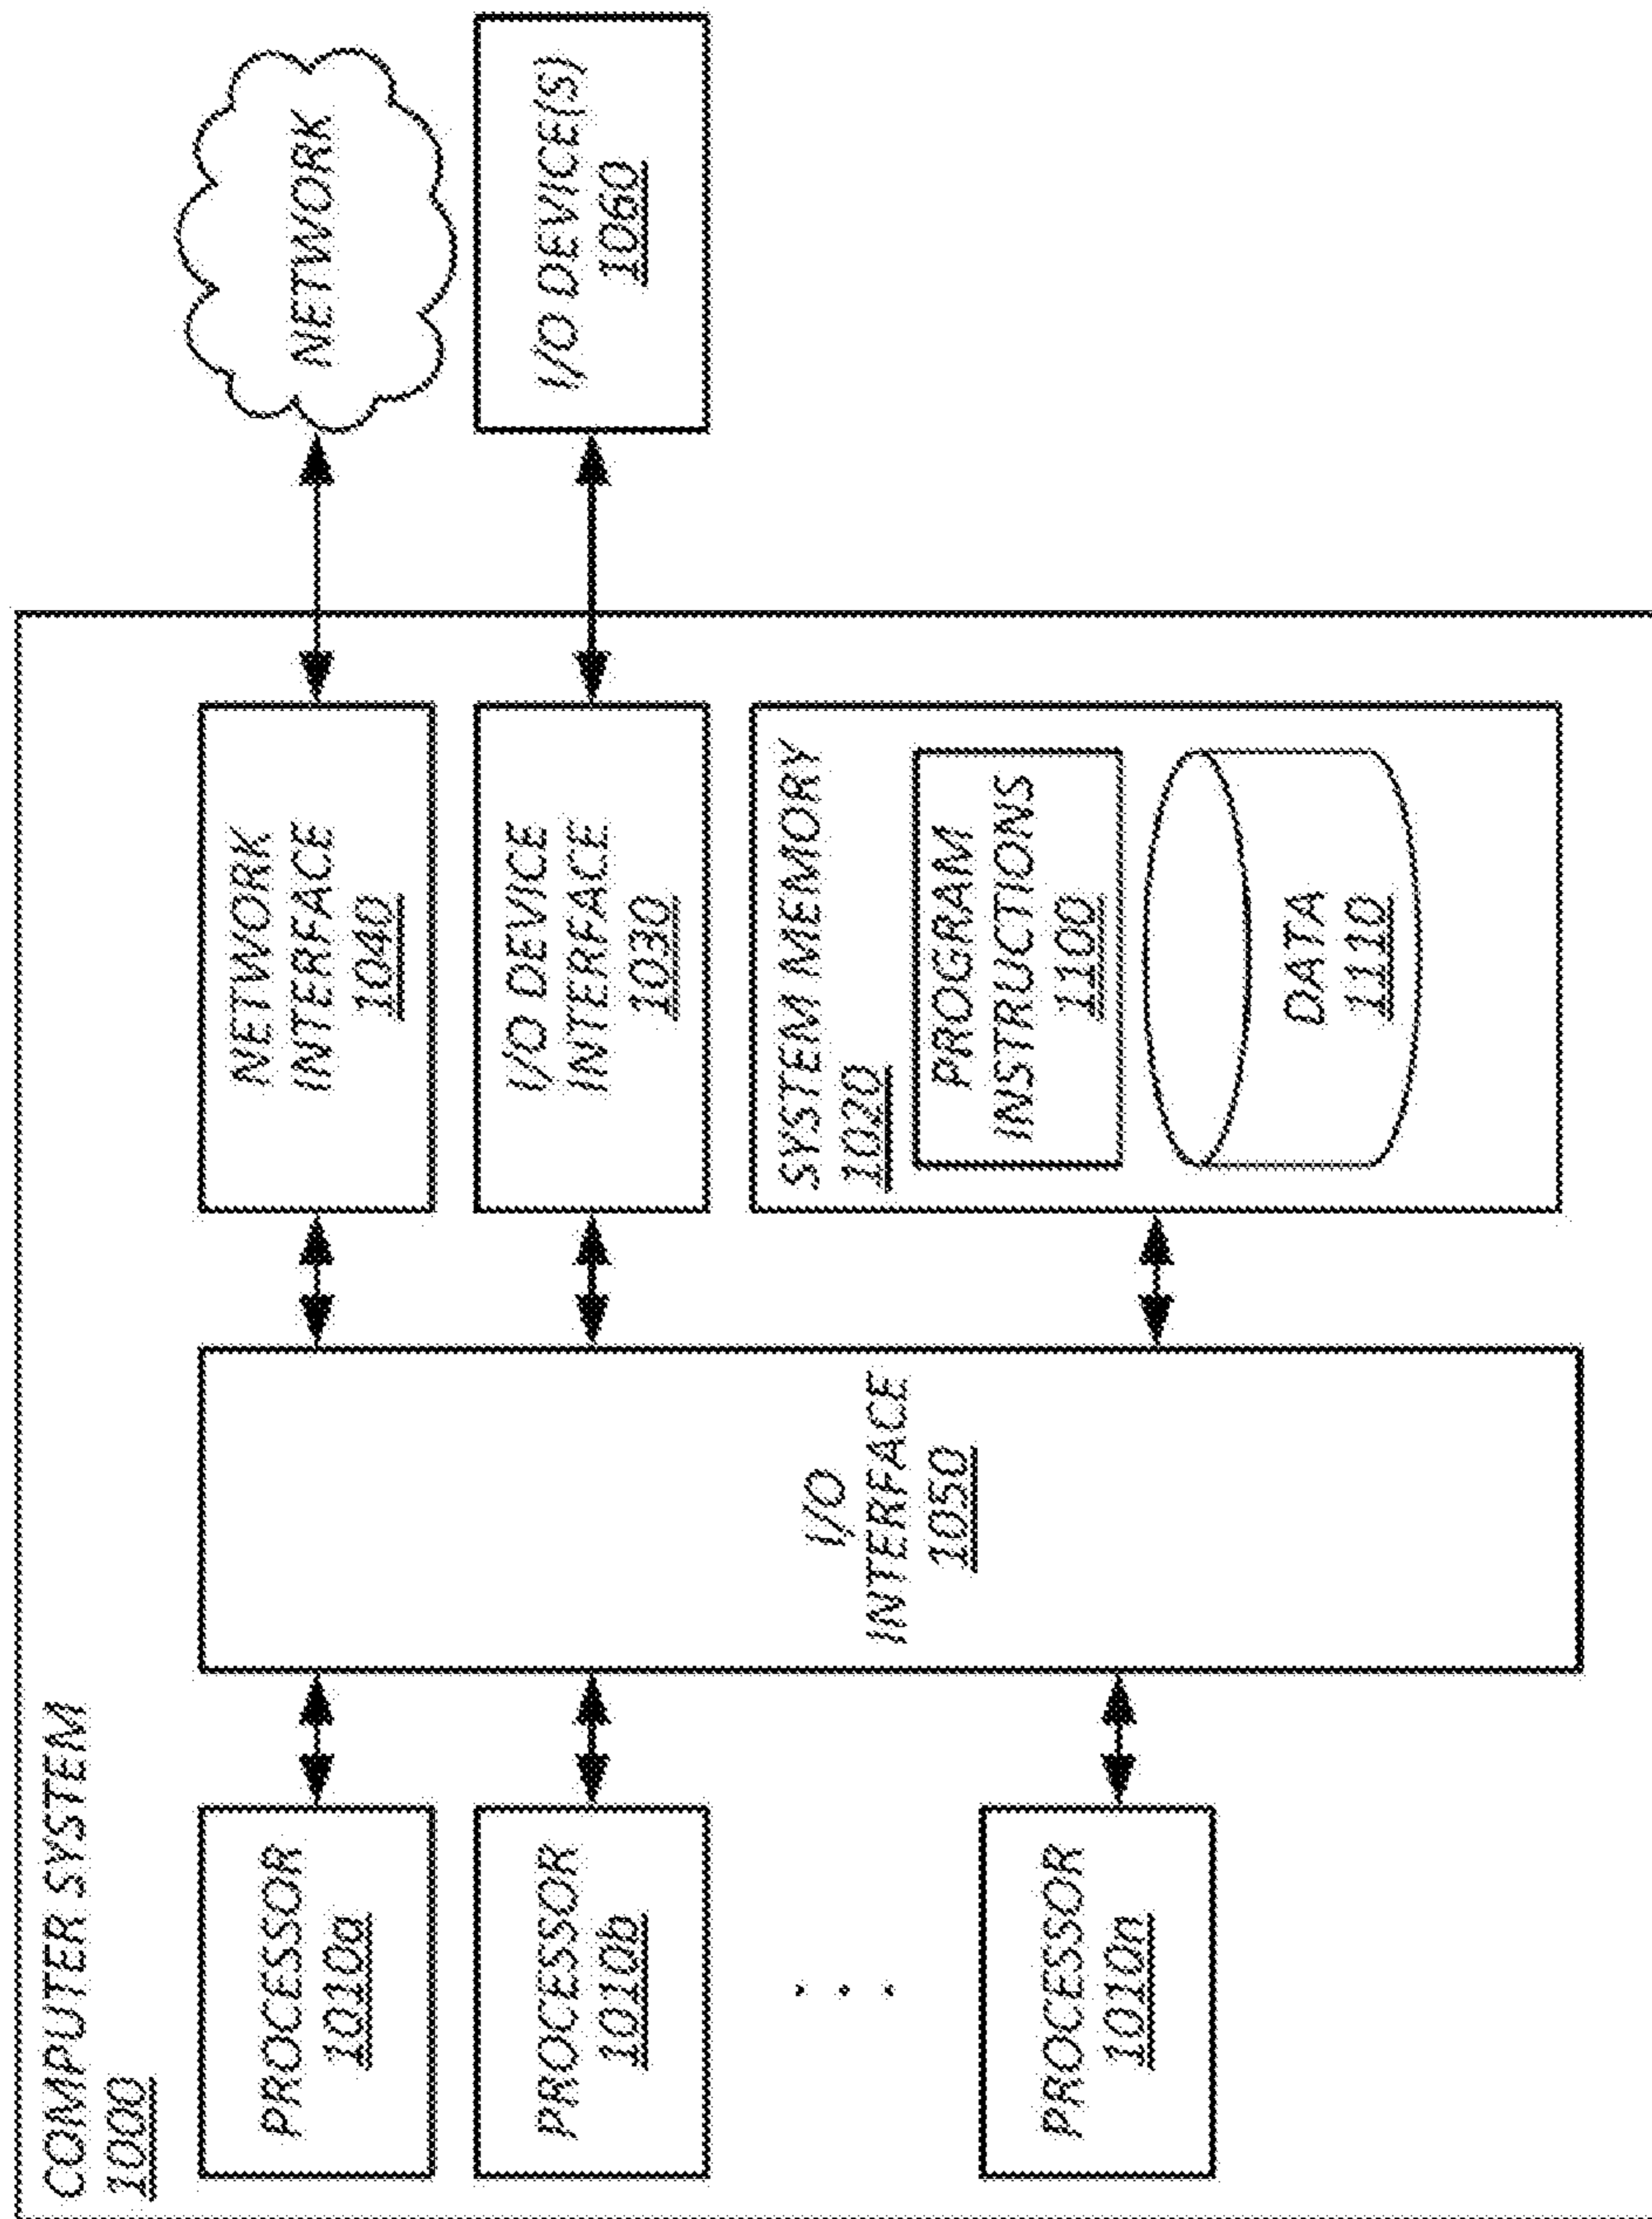 COMPUTER SYSTEM
1000
PROCESSOR
1010a
PROCESSOR
1010b
. . .
PROCESSOR
1010n
I/O
INTERFACE
1050
NETWORK
INTERFACE
1040
I/O DEVICE
INTERFACE
1030
SYSTEM MEMORY
1020
PROGRAM
INSTRUCTIONS
1100
DATA
1110
NETWORK
I/O DEVICE(S)
1060